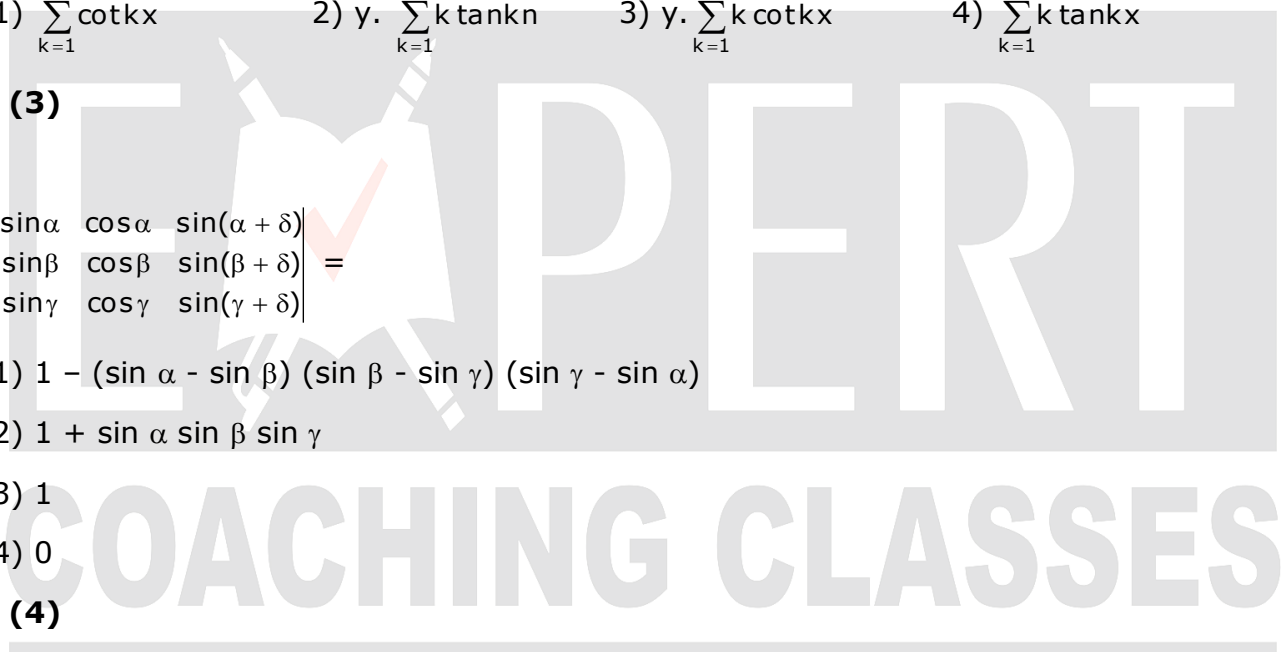 1) ∑ k=1 cotkx 2) y. ∑ k=1 k tankn 3) y. ∑ k=1 k cotkx 4) ∑ k=1 k tankx
(3)
sinα cosα sin(α + δ)
sinβ cosβ sin(β + δ) =
sinγ cosγ sin(γ + δ)
1) 1 – (sin α - sin β) (sin β - sin γ) (sin γ - sin α)
2) 1 + sin α sin β sin γ
3) 1
4) 0
(4)
EXPERT
COACHING CLASSES